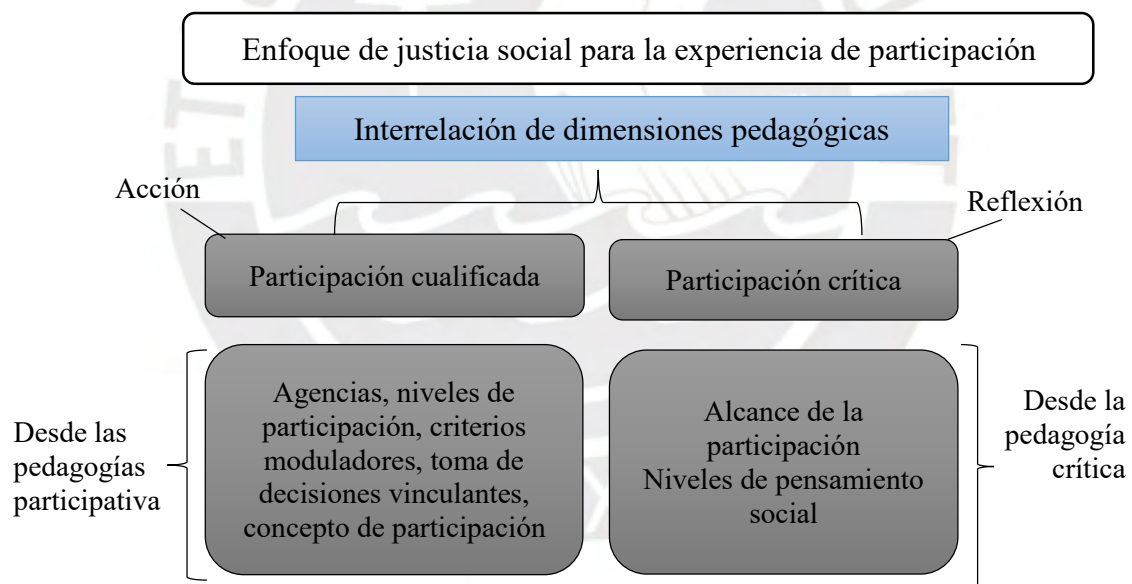 Enfoque de justicia social para la experiencia de participación
Interrelación de dimensiones pedagógicas
Acción
Reflexión
Participación cualificada
Participación crítica
Desde las
pedagogías
participativa
Agencias, niveles de
participación, criterios
moduladores, toma de
decisiones vinculantes,
concepto de participación
Alcance de la
participación
Niveles de pensamiento
social
Desde la
pedagogía
crítica